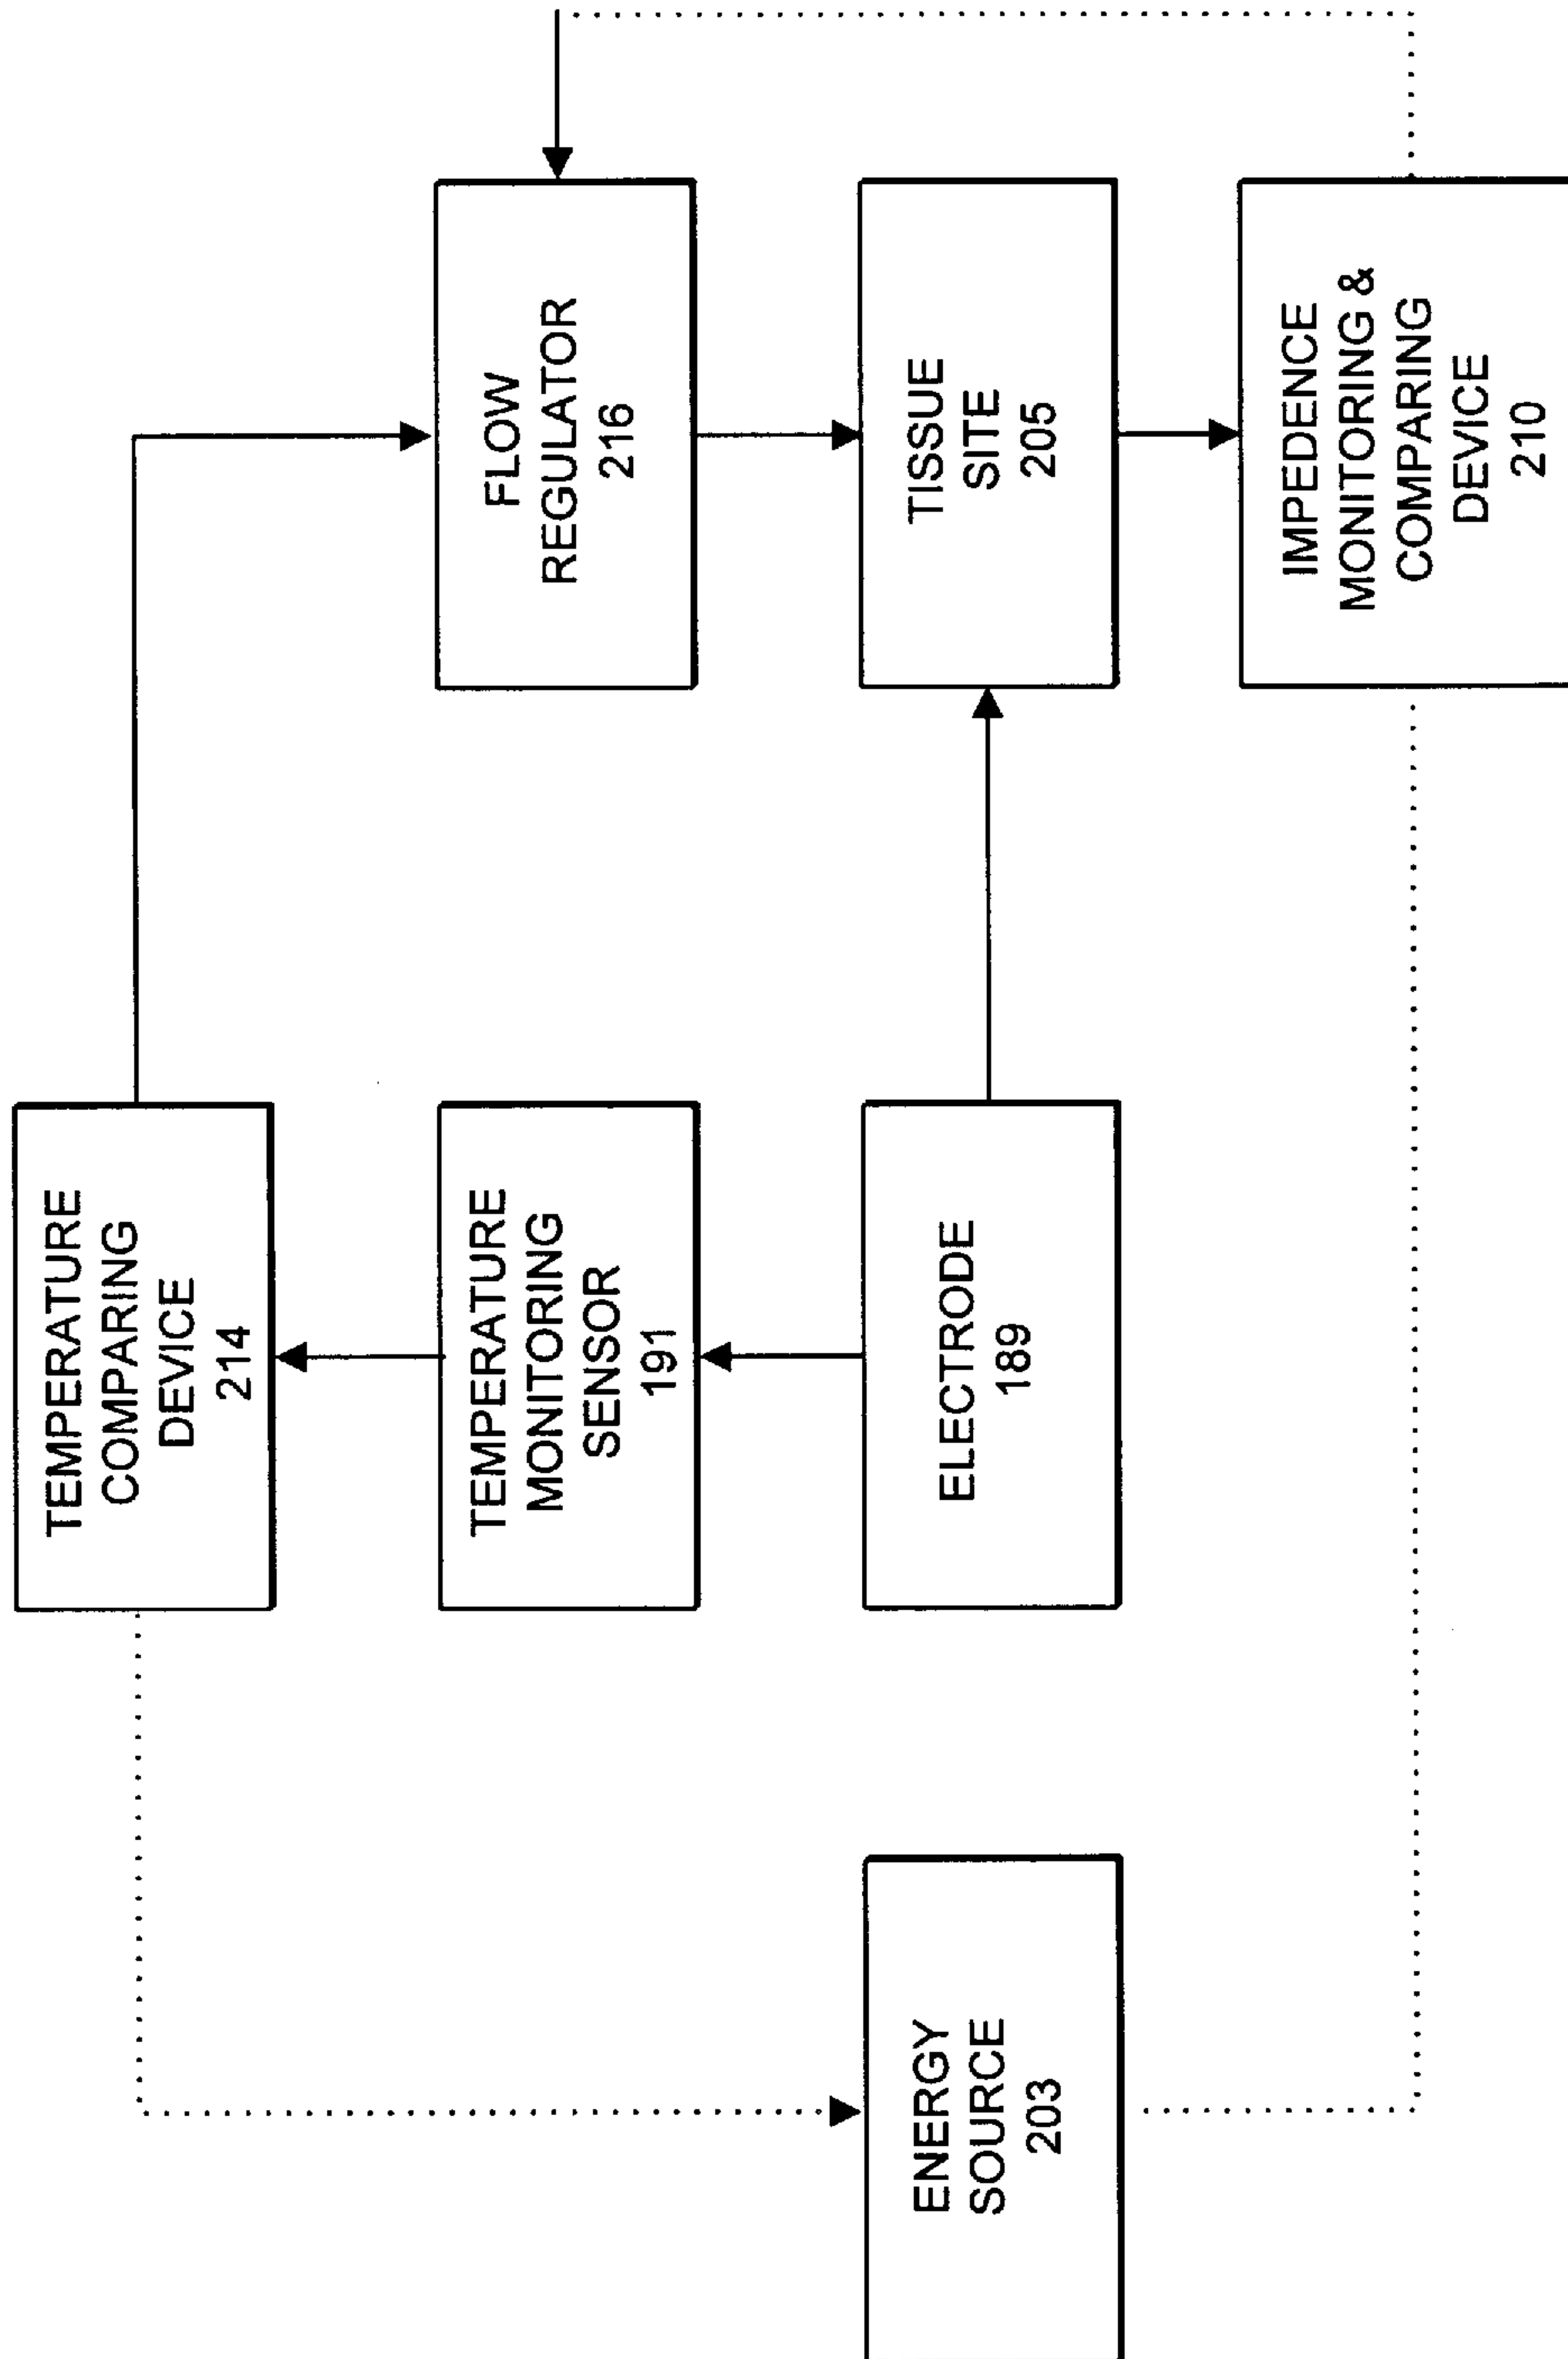 TEMPERATURE
COMPARING
DEVICE
214
TEMPERATURE
MONITORING
SENSOR
191
FLOW
REGULATOR
216
ENERGY
SOURCE
203
ELECTRODE
189
TISSUE
SITE
205
IMPEDENCE
MONITORING &
COMPARING
DEVICE
210